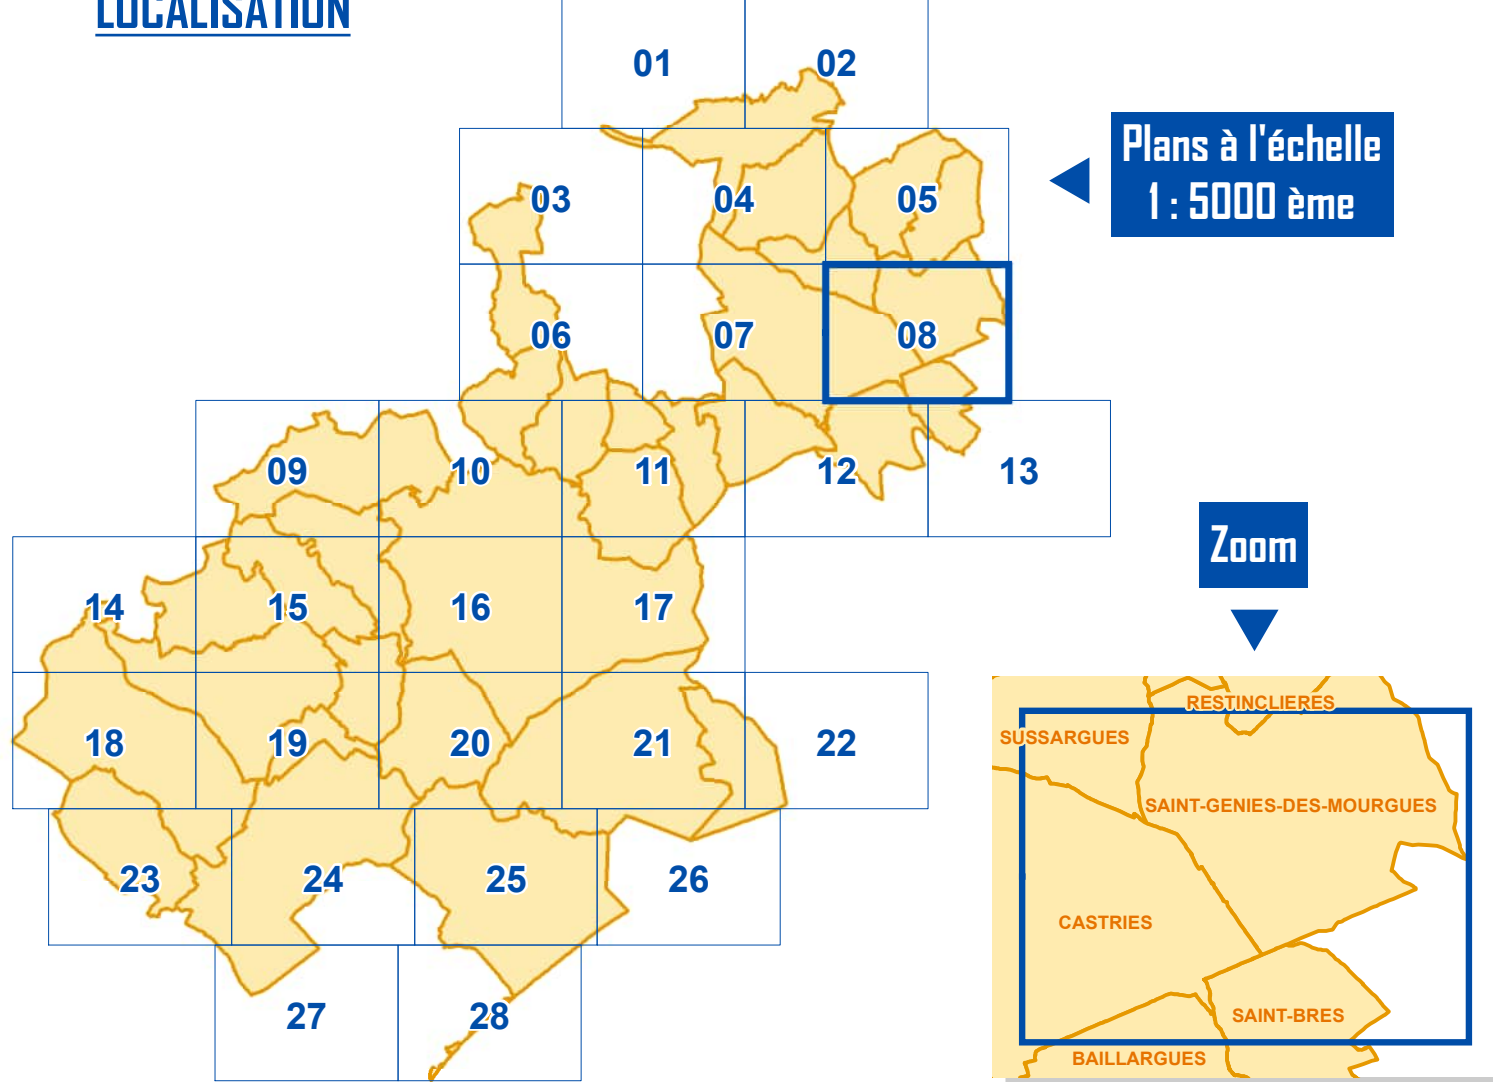 LOCALISATION
01
02
Plans à l'échelle
1 : 5000 ème
03
04
05
06
07
08
09
10
11
12
13
Zoom
14
15
16
17
18
19
20
21
22
RESTINCLIERES
SUSSARGUES
SAINT-GENIES-DES-MOURGUES
CASTRIES
SAINT-BRES
BAILLARGUES
23
24
25
26
27
28